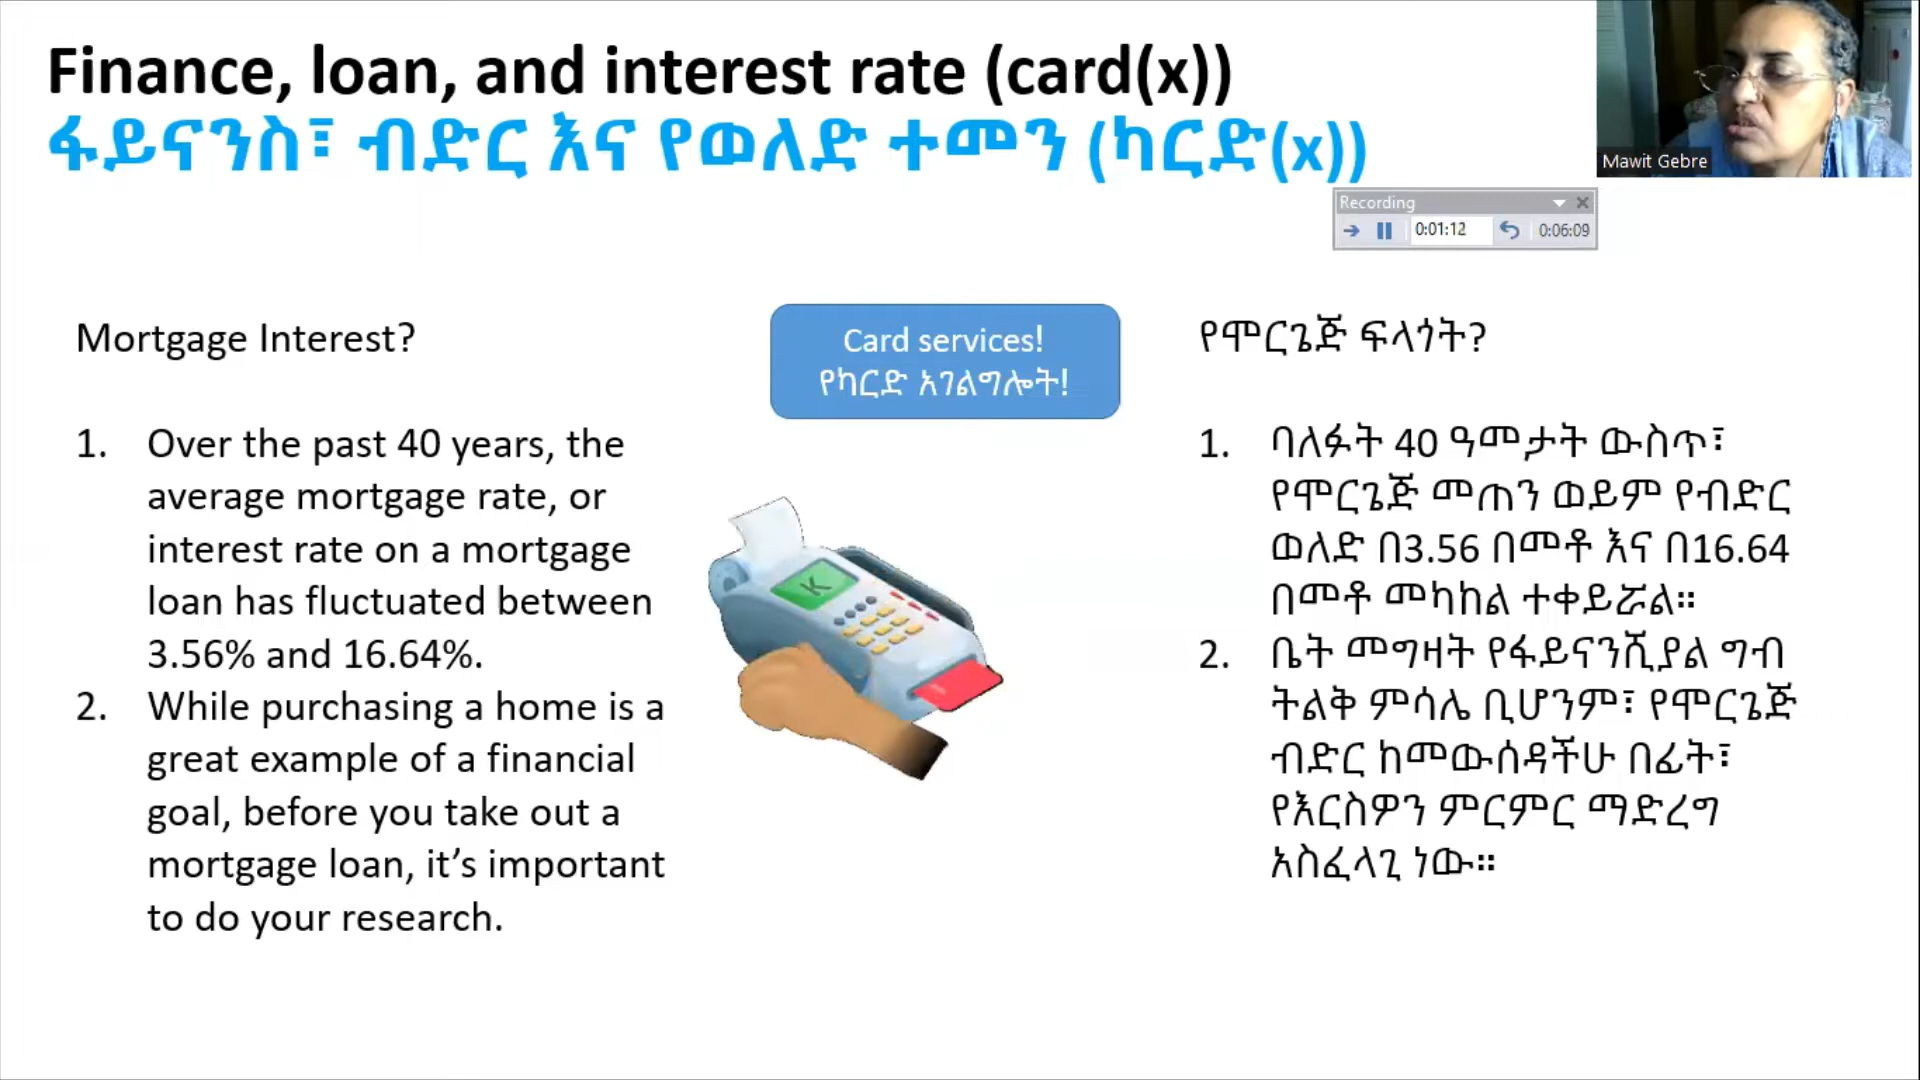 Finance, loan, and interest rate (card(x))
ፋይናንስ፣ ብድር እና የወለድ ተመን (ካርድ(x))
Mawit Gebre
Recording
0:01:12
0:06:09
Mortgage Interest?
1. Over the past 40 years, the
average mortgage rate, or
interest rate on a mortgage
loan has fluctuated between
3.56% and 16.64%.
2. While purchasing a home is a
great example of a financial
goal, before you take out a
mortgage loan, it’s important
to do your research.
Card services!
የካርድ አገልግሎት!
K
የሞርጌጅ ፍላጎት?
1. ባለፉት 40 ዓመታት ውስጥ፣
የሞርጌጅ መጠን ወይም የብድር
ወለድ በ3.56 በመቶ እና በ16.64
በመቶ መካከል ተቀይሯል።
2. ቤት መግዛት የፋይናንሺያል ግብ
ትልቅ ምሳሌ ቢሆንም፣ የሞርጌጅ
ብድር ከመውሰዳችሁ በፊት፣
የእርስዎን ምርምር ማድረግ
አስፈላጊ ነው።